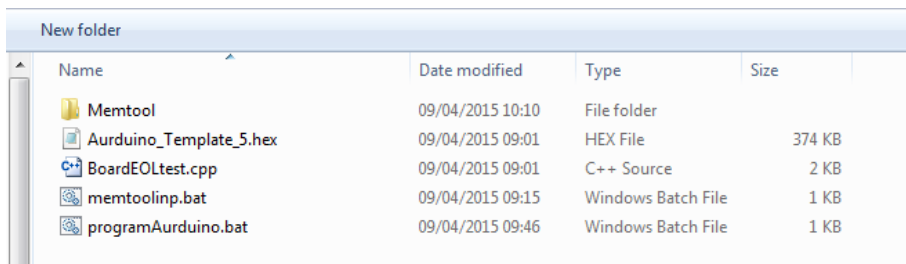 New folder
Name Date modified Type Size
Memtool 09/04/2015 10:10 File folder
Aurduino_Template_5.hex 09/04/2015 09:01 HEX File 374 KB
BoardEOLtest.cpp 09/04/2015 09:01 C++ Source 2 KB
memtoolinp.bat 09/04/2015 09:15 Windows Batch File 1 KB
programAurduino.bat 09/04/2015 09:46 Windows Batch File 1 KB